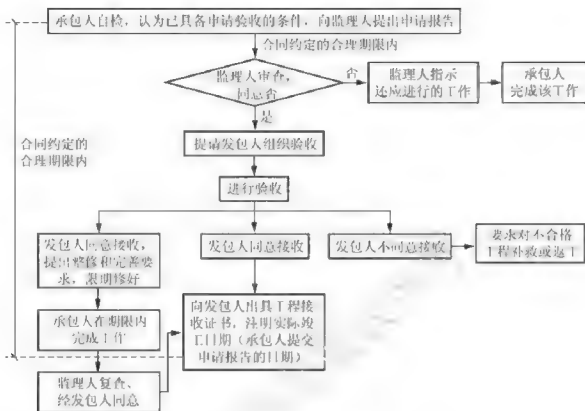 承包人自检，认为已具备申请验收的条件，向监理人提出申请报告
合同约定的合理期限内
监理人审查，
同意否
否
监理人指示
还应进行的工作
承包人
完成该工作
是
合同约定的
合理期限内
提请发包人组织验收
进行验收
发包人同意接收，
提出整修和完善要
求，限期修好
发包人同意接收
发包人不同意接收
要求对不合格
工程补验或返工
承包人在期限内
完成工作
向发包人出具工程接
收证书，注明实际竣
工日期（承包人提交
申请报告的日期）
监理人复查、
经发包人同意